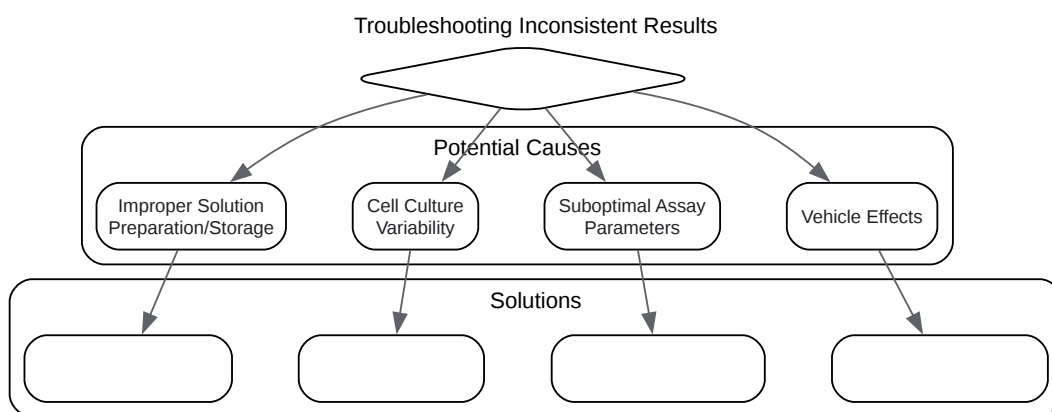 Troubleshooting Inconsistent Results
Potential Causes
Improper Solution
Preparation/Storage
Cell Culture
Variability
Suboptimal Assay
Parameters
Vehicle Effects
Solutions